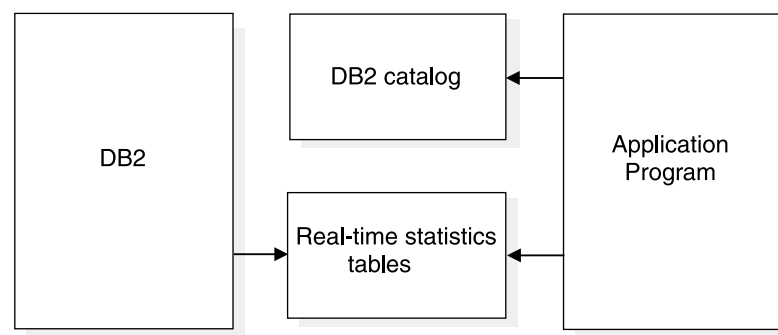 DB2
DB2 catalog
Real-time statistics
tables
Application
Program